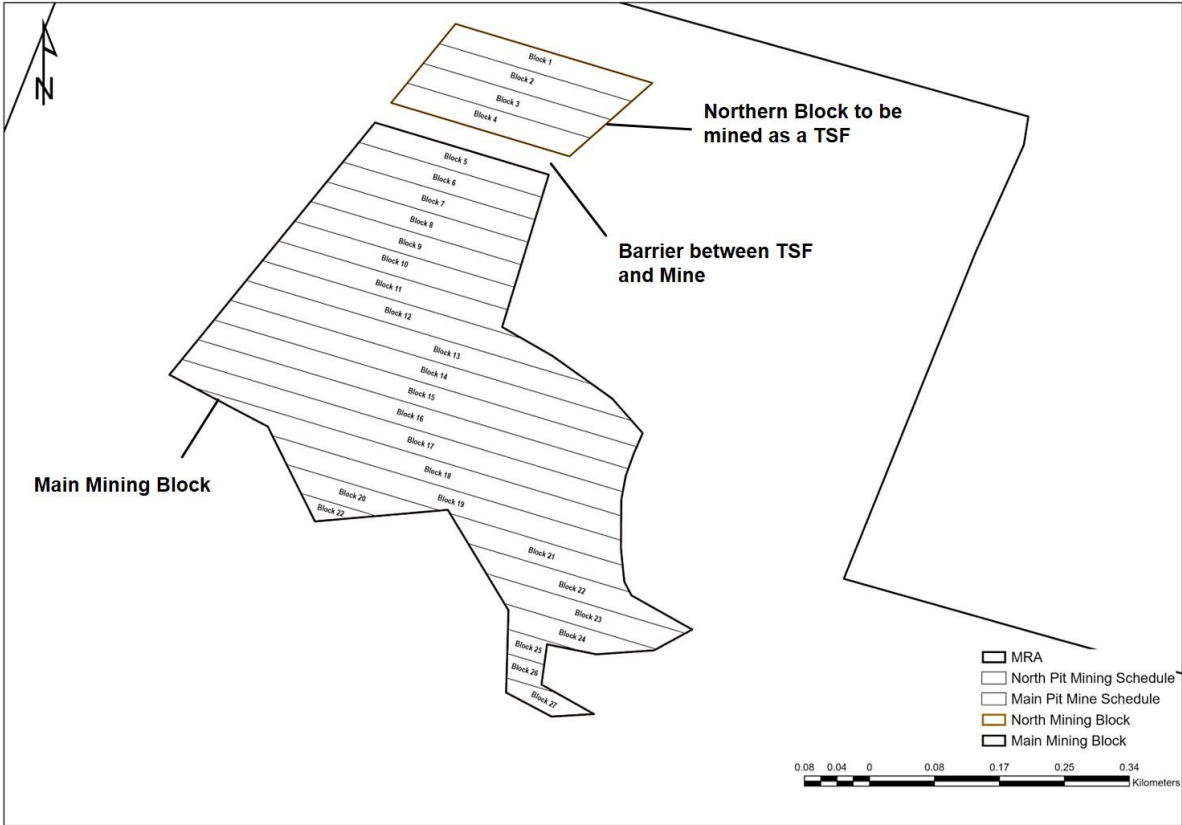 N
Block 1
Block 2
Block 3
Block 4
Northern Block to be
mined as a TSF
Block 5
Block 6
Block 7
Block 8
Block 9
Block 10
Block 11
Block 12
Block 13
Block 14
Block 15
Block 16
Block 17
Block 18
Block 19
Block 20
Block 22
Block 21
Block 22
Block 23
Block 24
Block 25
Block 26
Block 27
Barrier between TSF
and Mine
Main Mining Block
MRA
North Pit Mining Schedule
Main Pit Mine Schedule
North Mining Block
Main Mining Block
0.08 0.04 0 0.08 0.17 0.25 0.34
Kilometers